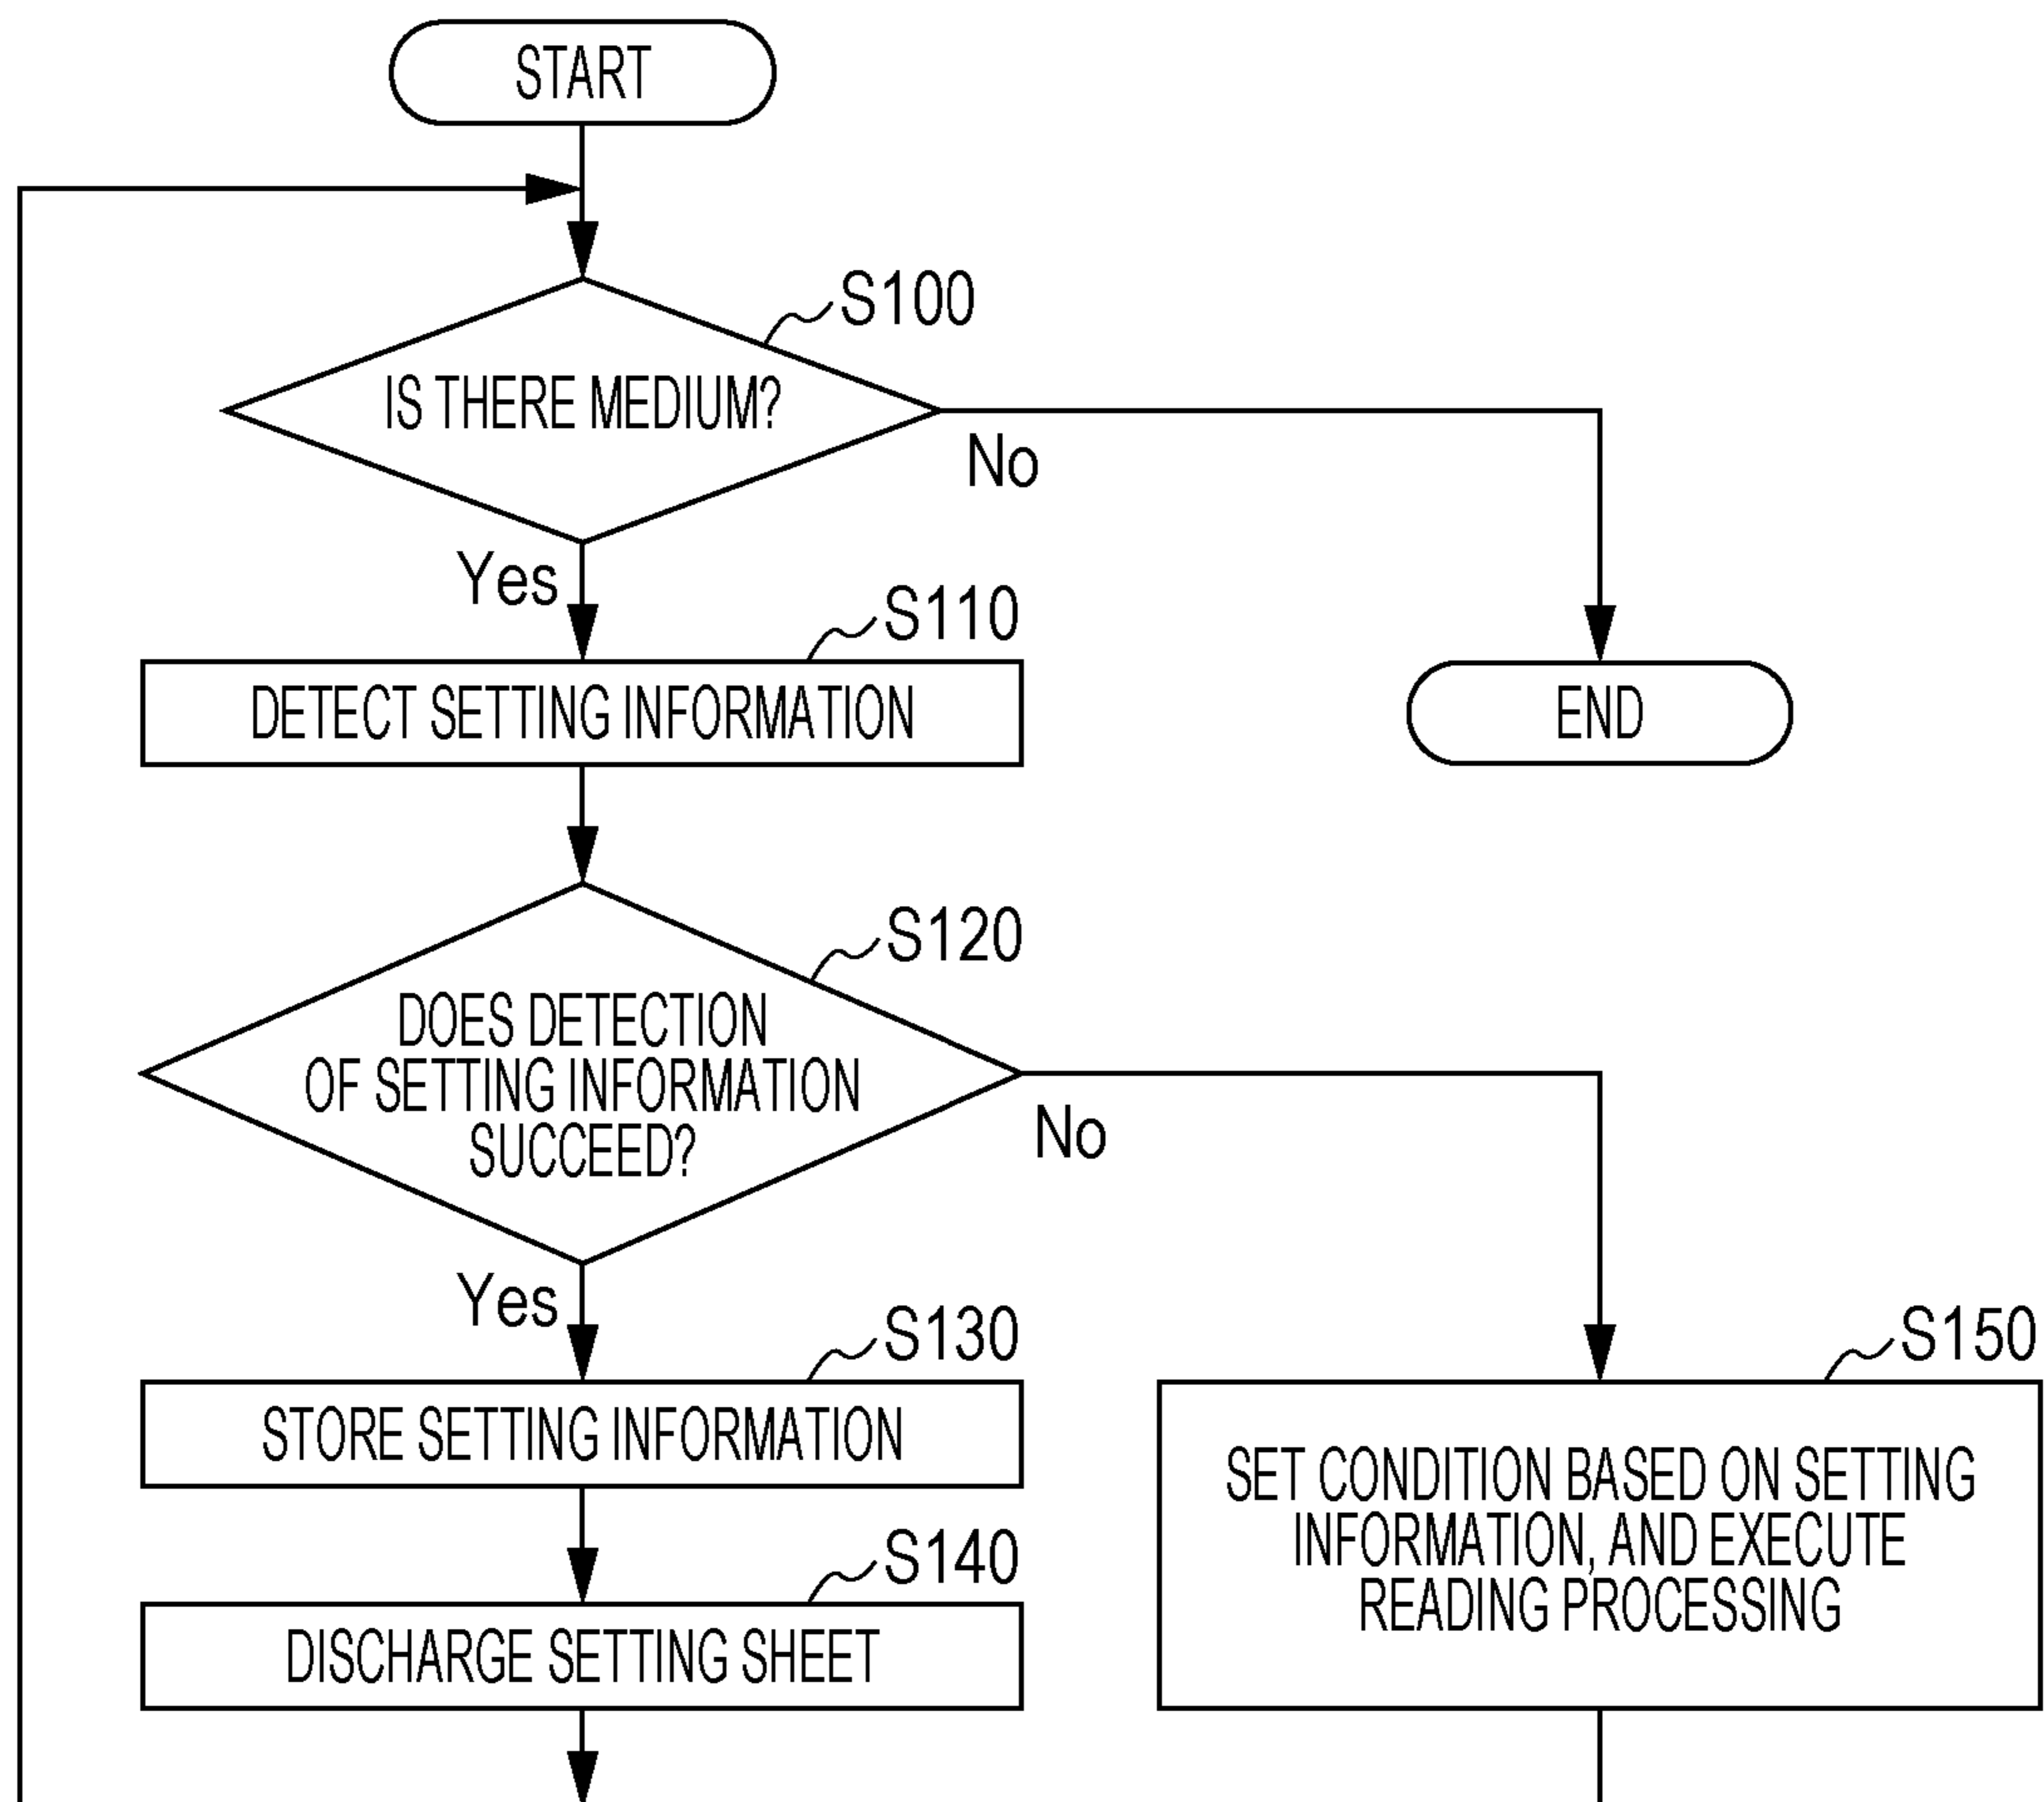 START
S100
IS THERE MEDIUM?
No
Yes
S110
DETECT SETTING INFORMATION
END
S120
DOES DETECTION
OF SETTING INFORMATION
SUCCEED?
No
Yes
S130
STORE SETTING INFORMATION
S150
SET CONDITION BASED ON SETTING
INFORMATION, AND EXECUTE
READING PROCESSING
S140
DISCHARGE SETTING SHEET